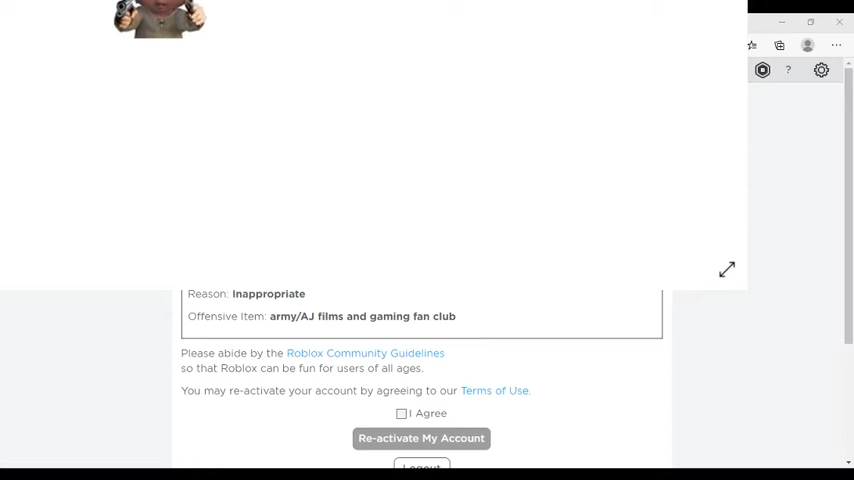 Reason: Inappropriate
Offensive Item: army/AJ films and gaming fan club
Please abide by the Roblox Community Guidelines
so that Roblox can be fun for users of all ages.
You may re-activate your account by agreeing to our Terms of Use.
I Agree
Re-activate My Account
Logout